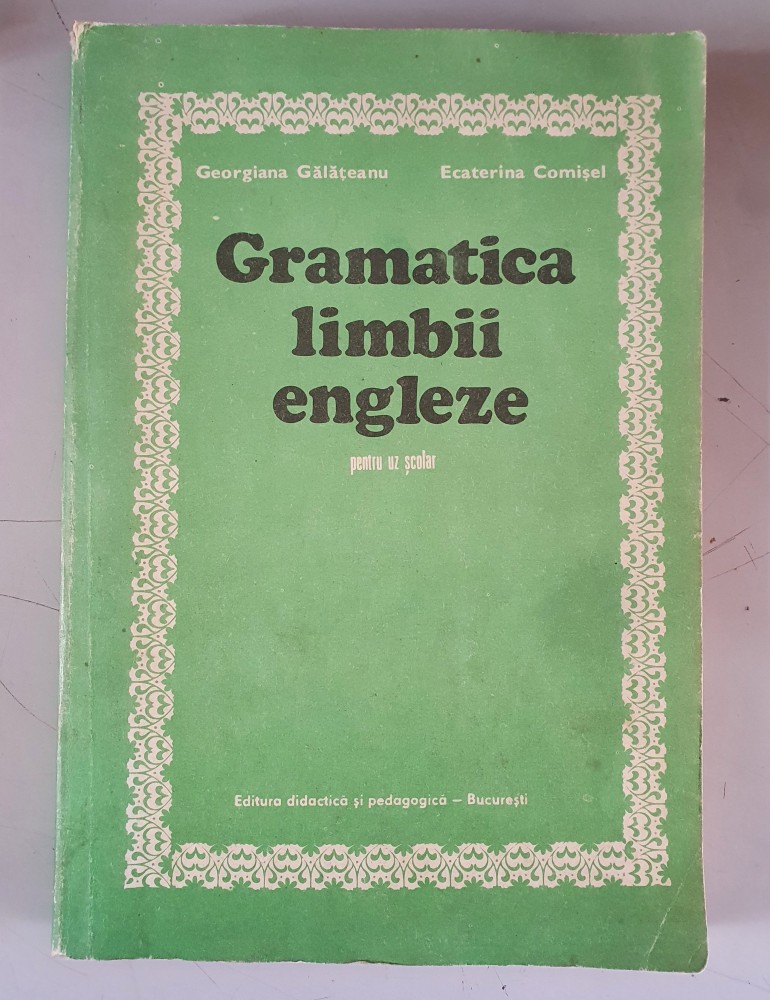 Georgiana Gălățeanu Ecaterina Comișel
Gramatica
limbii
engleze
pentru uz școlar
Editura didactică și pedagogică – București